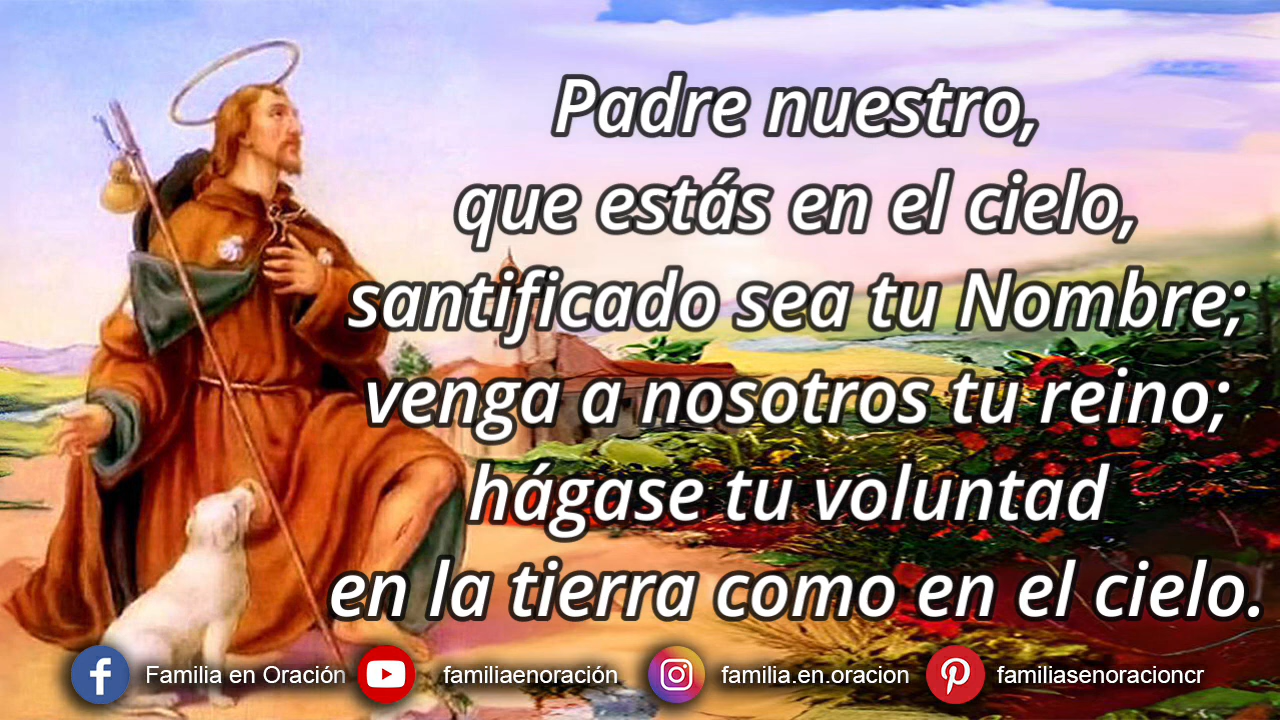 Padre nuestro,
que estás en el cielo,
santificado sea tu Nombre;
venga a nosotros tu reino;
hágase tu voluntad
en la tierra como en el cielo.
Familia en Oración familiaenoración familia.en.oracion familiasenoracioncr